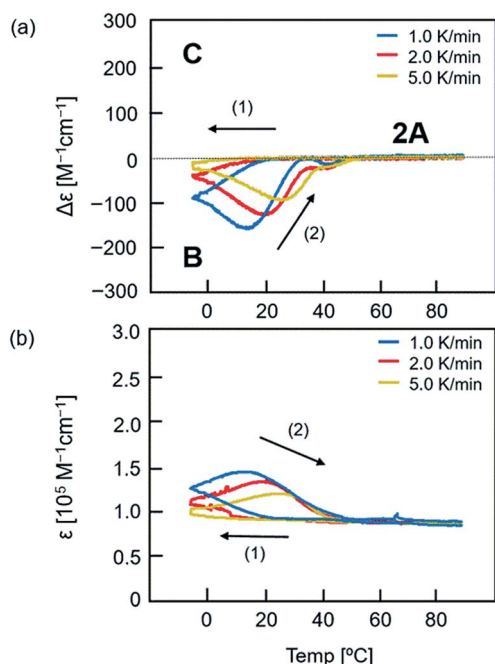 (a)
300
200
100
0
−100
−200
−300
Δε [M⁻¹cm⁻¹]
C
B
2A
(1)
(2)
1.0 K/min
2.0 K/min
5.0 K/min
0 20 40 60 80
(b)
3.0
2.5
2.0
1.5
1.0
0.5
0
ε [10⁵ M⁻¹cm⁻¹]
1.0 K/min
2.0 K/min
5.0 K/min
(2)
(1)
0 20 40 60 80
Temp [ºC]